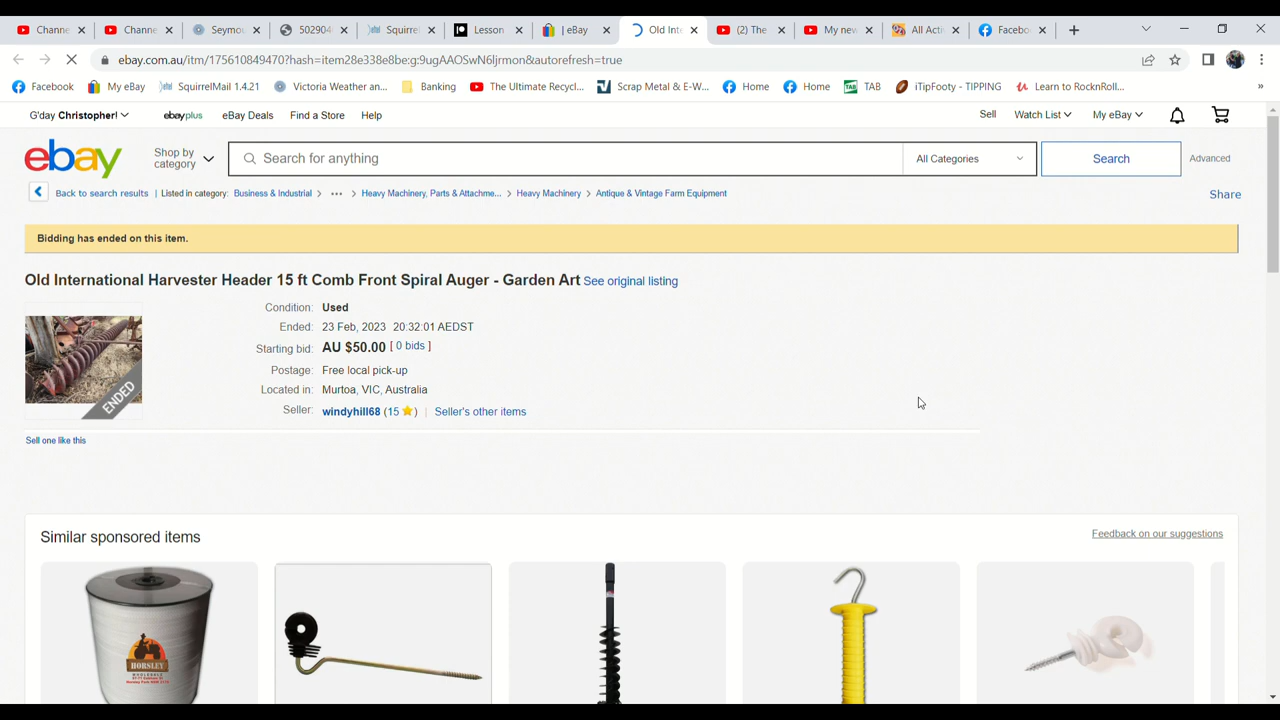 Channe
Channe
Seymou
502904
Squirrel
Lesson
| eBay
Old Inte
(2) The
My new
All Activ
Facebo
ebay.com.au/itm/175610849470?hash=item28e338e8be:g:9ugAAOSwN6ljrmon&autorefresh=true
Facebook
My eBay
SquirrelMail 1.4.21
Victoria Weather an...
Banking
The Ultimate Recycl...
Scrap Metal & E-W...
Home
Home
TAB TAB
iTipFooty - TIPPING
Learn to RocknRoll...
»
G'day Christopher!
ebayplus
eBay Deals
Find a Store
Help
Sell
Watch List
My eBay
ebay
Shop by category
Search for anything
All Categories
Search
Advanced
Back to search results | Listed in category: Business & Industrial > ··· > Heavy Machinery, Parts & Attachme... > Heavy Machinery > Antique & Vintage Farm Equipment
Share
Bidding has ended on this item.
Old International Harvester Header 15 ft Comb Front Spiral Auger - Garden Art See original listing
ENDED
Condition: Used
Ended: 23 Feb, 2023 20:32:01 AEDST
Starting bid: AU $50.00 [ 0 bids ]
Postage: Free local pick-up
Located in: Murtoa, VIC, Australia
Seller: windyhill68 (15) | Seller's other items
Sell one like this
Similar sponsored items
Feedback on our suggestions
HORSLEY
WHOLESALE